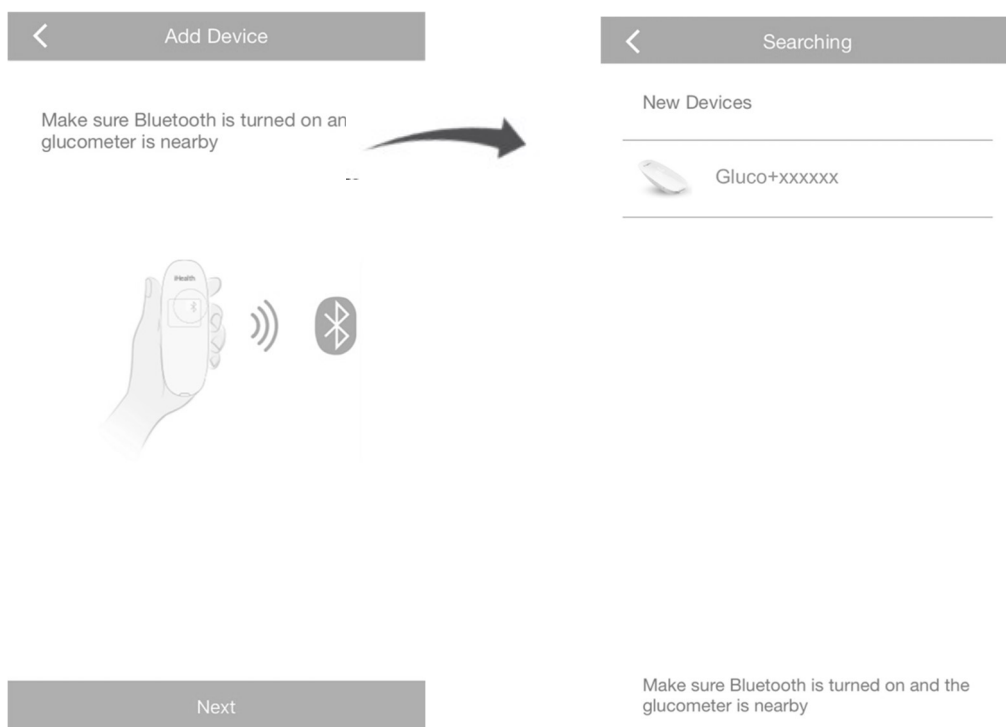 Add Device
Make sure Bluetooth is turned on an
glucometer is nearby
iHealth
Next
Searching
New Devices
Gluco+xxxxxx
Make sure Bluetooth is turned on and the
glucometer is nearby